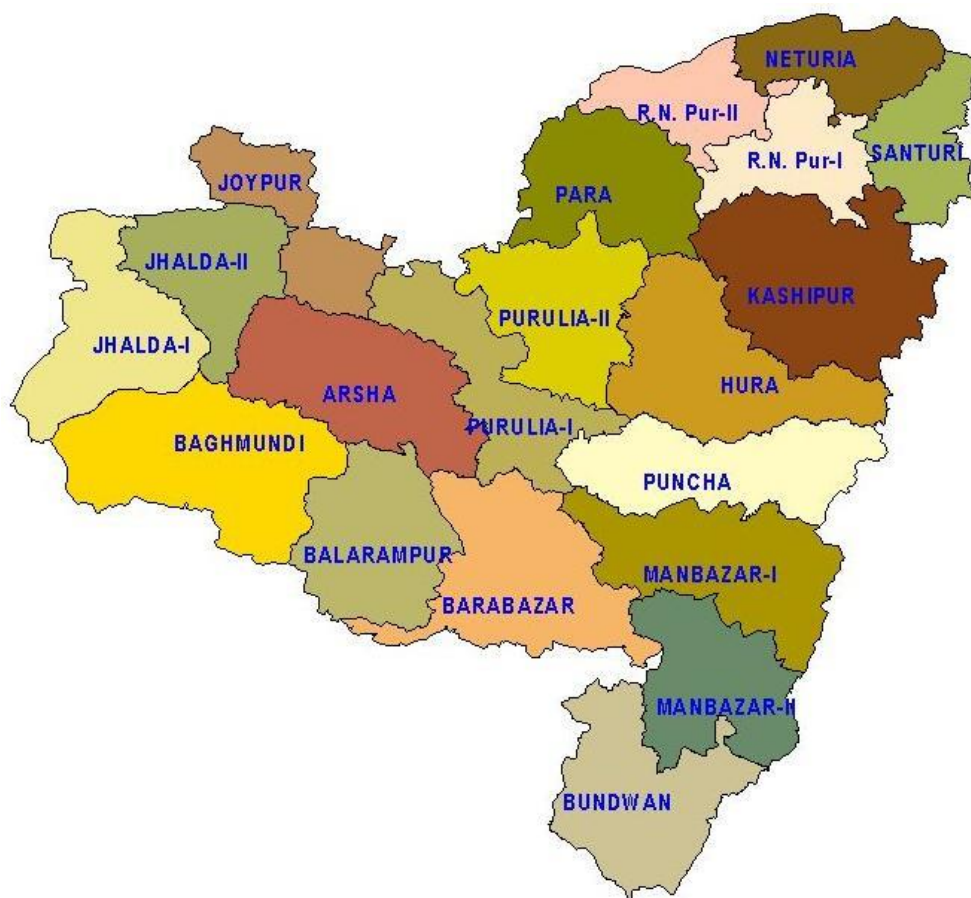 NETURIA
R.N. Pur-II
R.N. Pur-I
SANTURI
JOYPUR
PARA
JHALDA-II
KASHIPUR
PURULIA-II
JHALDA-I
ARSHA
HURA
PURULIA-I
BAGHMUNDI
PUNCHA
BALARAMPUR
MANBAZAR-I
BARABAZAR
MANBAZAR-II
BUNDWAN